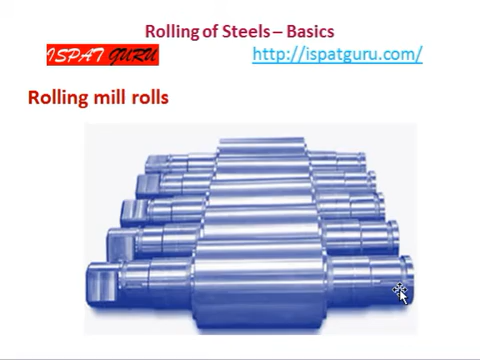 Rolling of Steels – Basics
ISPAT GURU
http://ispatguru.com/
Rolling mill rolls